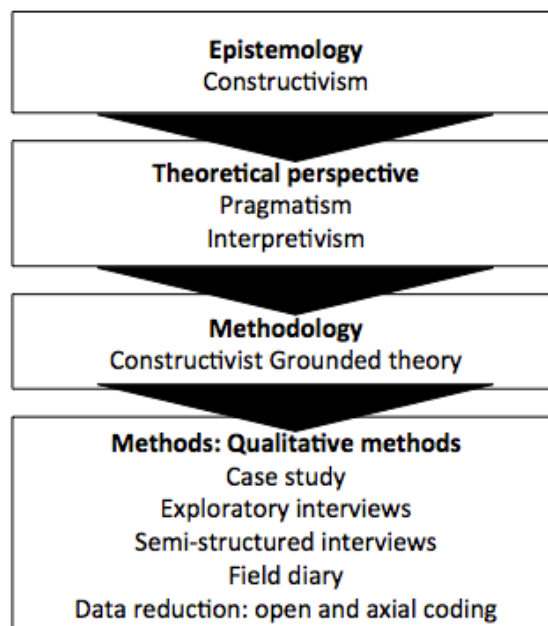 Epistemology
Constructivism
Theoretical perspective
Pragmatism
Interpretivism
Methodology
Constructivist Grounded theory
Methods: Qualitative methods
Case study
Exploratory interviews
Semi-structured interviews
Field diary
Data reduction: open and axial coding